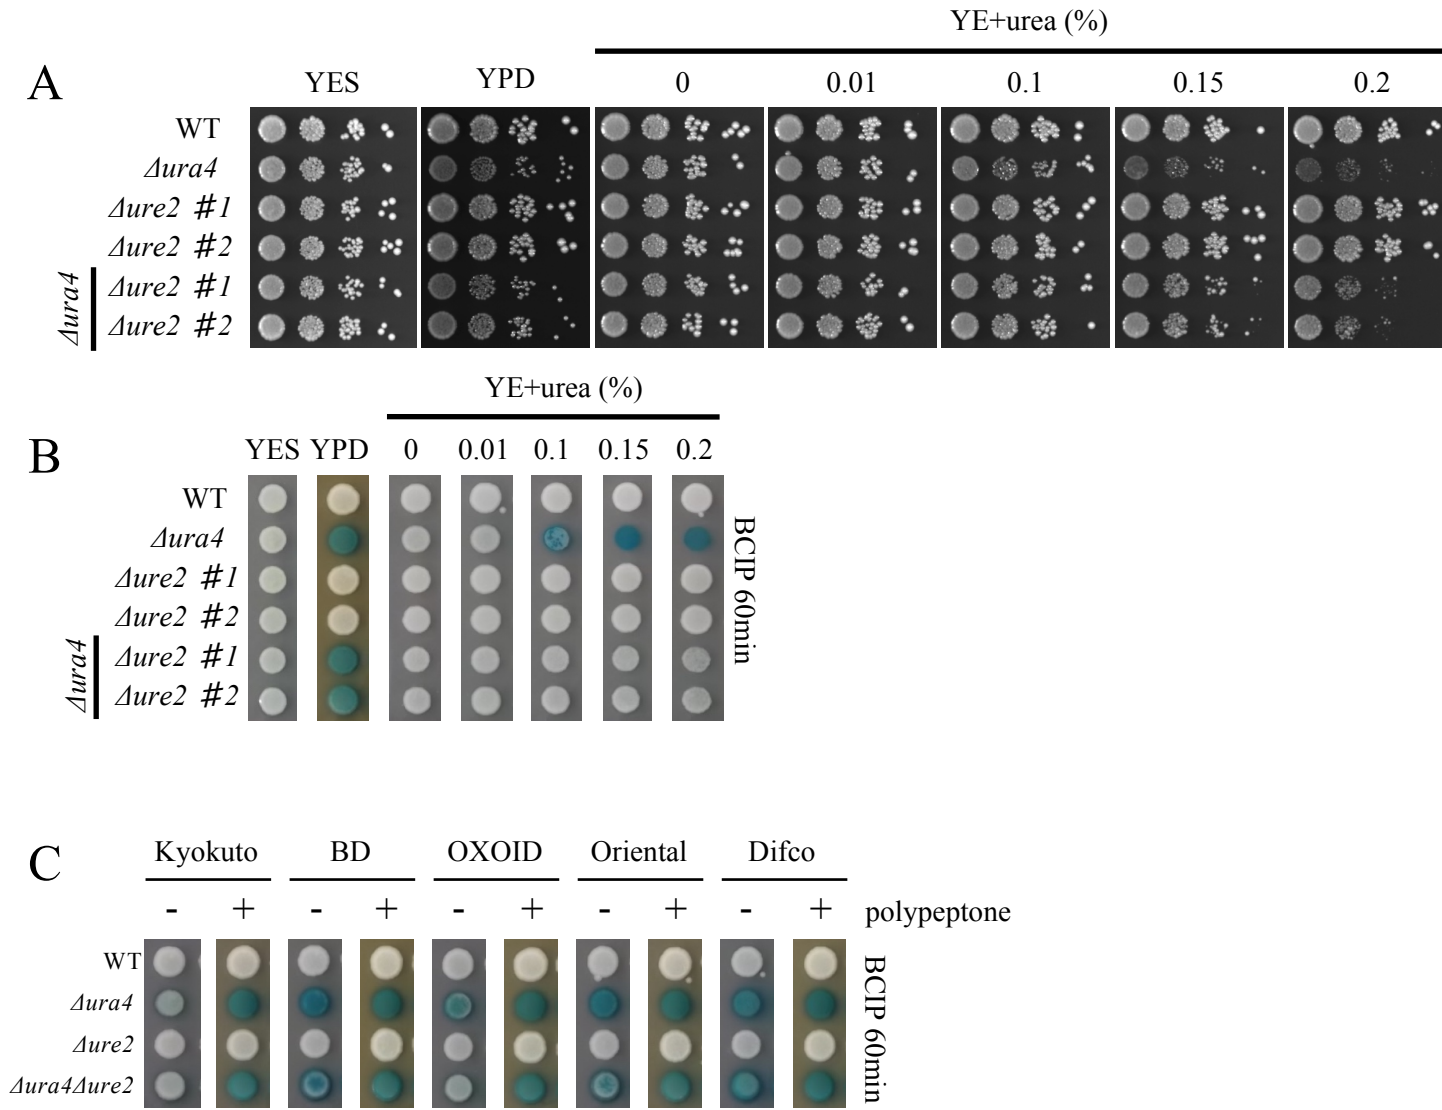 YE+urea (%)
A
YES YPD 0 0.01 0.1 0.15 0.2
WT
Δura4
Δure2 #1
Δure2 #2
Δura4
Δure2 #1
Δure2 #2
YE+urea (%)
B
YES YPD 0 0.01 0.1 0.15 0.2
WT
Δura4
Δure2 #1
Δure2 #2
Δura4
Δure2 #1
Δure2 #2
BCIP 60min
C
Kyokuto BD OXOID Oriental Difco
- + - + - + - + - + polypeptone
WT
Δura4
Δure2
Δura4Δure2
BCIP 60min